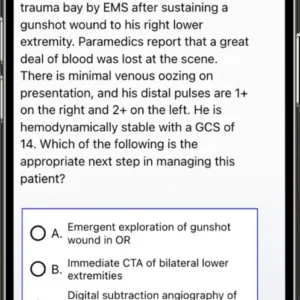 trauma bay by EMS after sustaining a
gunshot wound to his right lower
extremity. Paramedics report that a great
deal of blood was lost at the scene.
There is minimal venous oozing on
presentation, and his distal pulses are 1+
on the right and 2+ on the left. He is
hemodynamically stable with a GCS of
14. Which of the following is the
appropriate next step in managing this
patient?
A. Emergent exploration of gunshot
wound in OR
B. Immediate CTA of bilateral lower
extremities
Digital subtraction angiography of